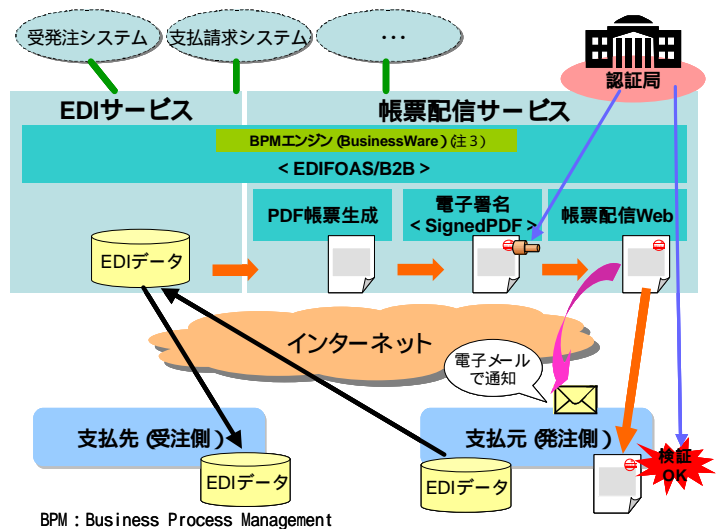 受発注システム
支払請求システム
・・・
認証局
EDIサービス
帳票配信サービス
BPMエンジン(BusinessWare)(注３)
＜EDIFOAS/B2B＞
PDF帳票生成
電子署名
＜SignedPDF＞
帳票配信Web
EDIデータ
インターネット
電子メール
で通知
支払先(受注側)
支払元(発注側)
検証
OK
EDIデータ
EDIデータ
BPM：Business Process Management